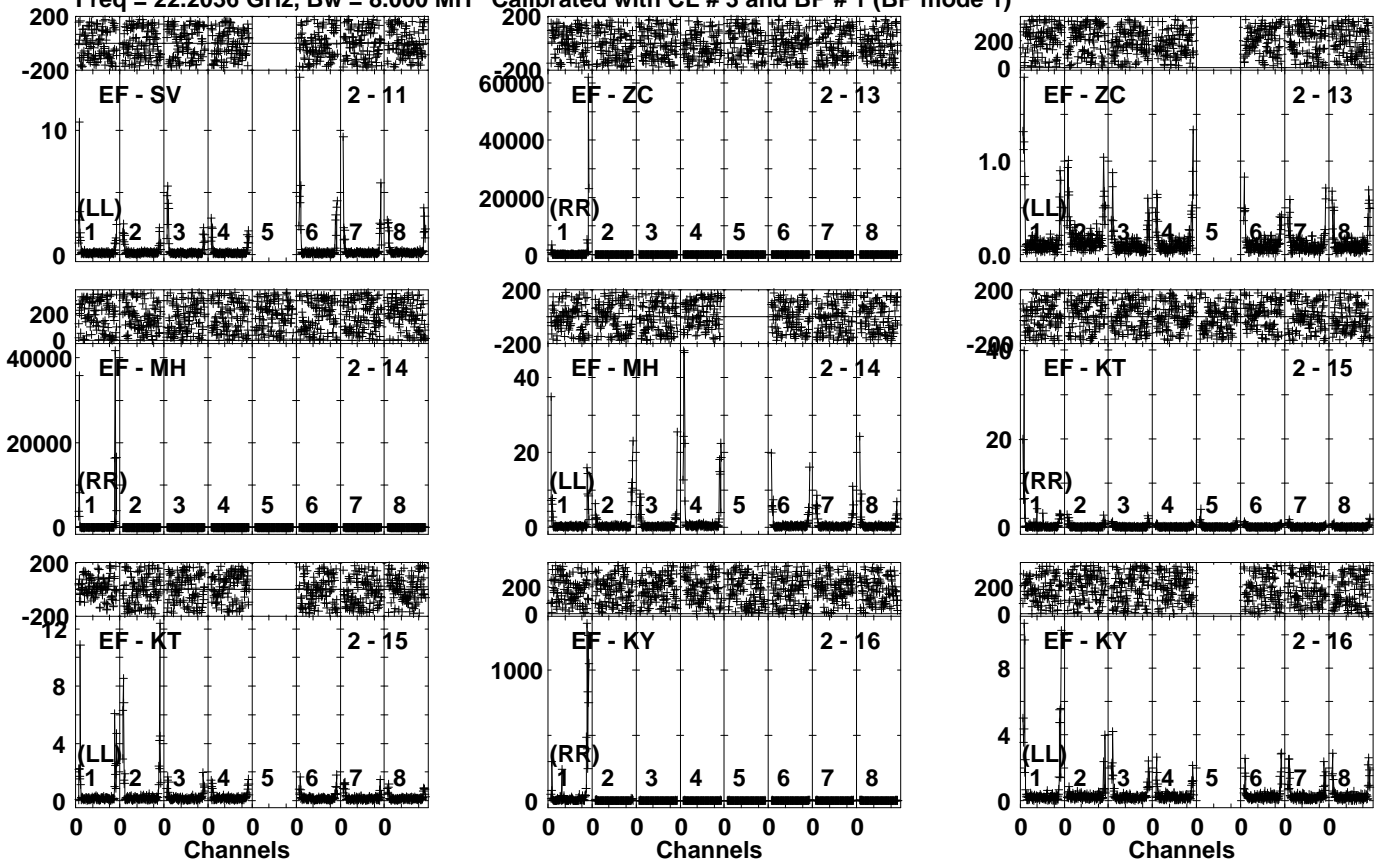 Freq = 22.2036 GHz, Bw = 8.000 MH Calibrated with CL # 3 and BP # 1 (BP mode 1)
200
-200
EF - SV 2 - 11
10
0
(LL)
1 2 3 4 5 6 7 8
200
-200
60000
EF - ZC 2 - 13
40000
20000
0
(RR)
1 2 3 4 5 6 7 8
200
0
EF - ZC 2 - 13
1.0
0.0
(LL)
1 2 3 4 5 6 7 8
200
0
40000
EF - MH 2 - 14
20000
0
(RR)
1 2 3 4 5 6 7 8
200
-200
EF - MH 2 - 14
40
20
0
(LL)
1 2 3 4 5 6 7 8
200
-200
40
EF - KT 2 - 15
20
0
(RR)
1 2 3 4 5 6 7 8
200
0
-200
12
EF - KT 2 - 15
8
4
0
(LL)
1 2 3 4 5 6 7 8
0 0 0 0 0 0 0 0
Channels
200
0
EF - KY 2 - 16
1000
0
(RR)
1 2 3 4 5 6 7 8
0 0 0 0 0 0 0 0
Channels
200
0
EF - KY 2 - 16
8
4
0
(LL)
1 2 3 4 5 6 7 8
0 0 0 0 0 0 0 0
Channels